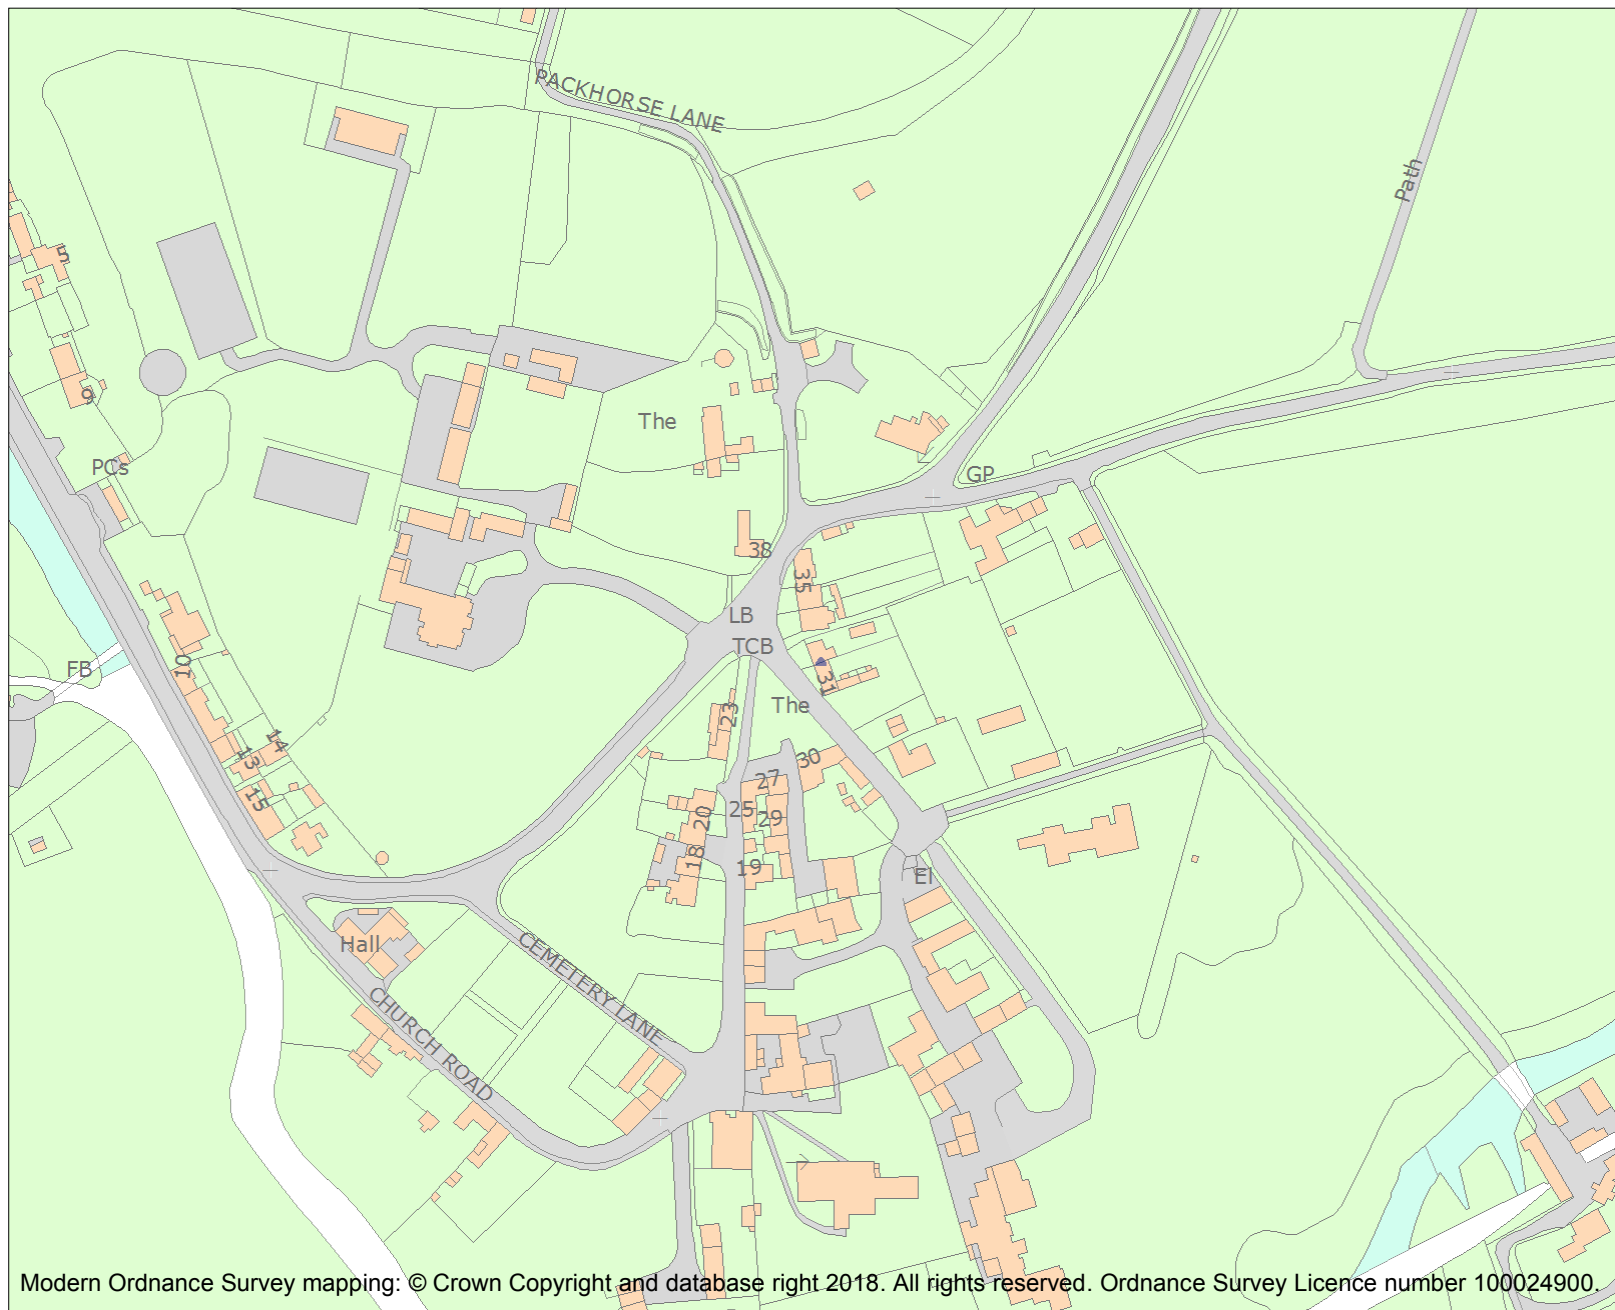 PACKHORSE LANE
Path
5
9
The
PCs
GP
38
35
LB
TCB
FB
10
31
23
The
14
13
30
27
15
25
20
29
18
19
El
Hall
CEMETERY LANE
CHURCH ROAD
Modern Ordnance Survey mapping: © Crown Copyright and database right 2018. All rights reserved. Ordnance Survey Licence number 100024900.